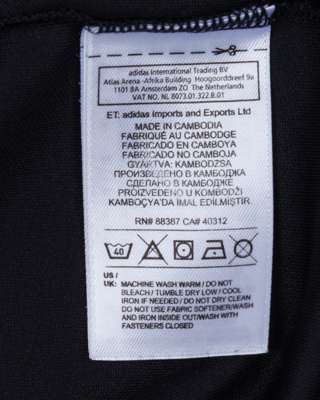 adidas International Trading BV
Atlas Arena -Afrika Building Hoogoorddreef 9a
1101 BA Amsterdam ZO The Netherlands
VAT NO. NL 8073.01.322.B.01
ET: adidas Imports and Exports Ltd
MADE IN CAMBODIA
FABRIQUÉ AU CAMBODGE
FABRICADO EN CAMBOYA
FABRICADO NO CAMBOJA
GYÁRTVA: KAMBODZSA
ПРОИЗВЕДЕНО В КАМБОДЖА
СДЕЛАНО В КАМБОДЖЕ
PROIZVEDENO U KOMBODŽI
KAMBOÇYA'DA İMAL EDİLMİŞTİR.
RN# 88387 CA# 40312
40
US /
UK: MACHINE WASH WARM / DO NOT
BLEACH / TUMBLE DRY LOW / COOL
IRON IF NEEDED / DO NOT DRY CLEAN
DO NOT USE FABRIC SOFTENER/WASH
AND IRON INSIDE OUT/WASH WITH
FASTENERS CLOSED